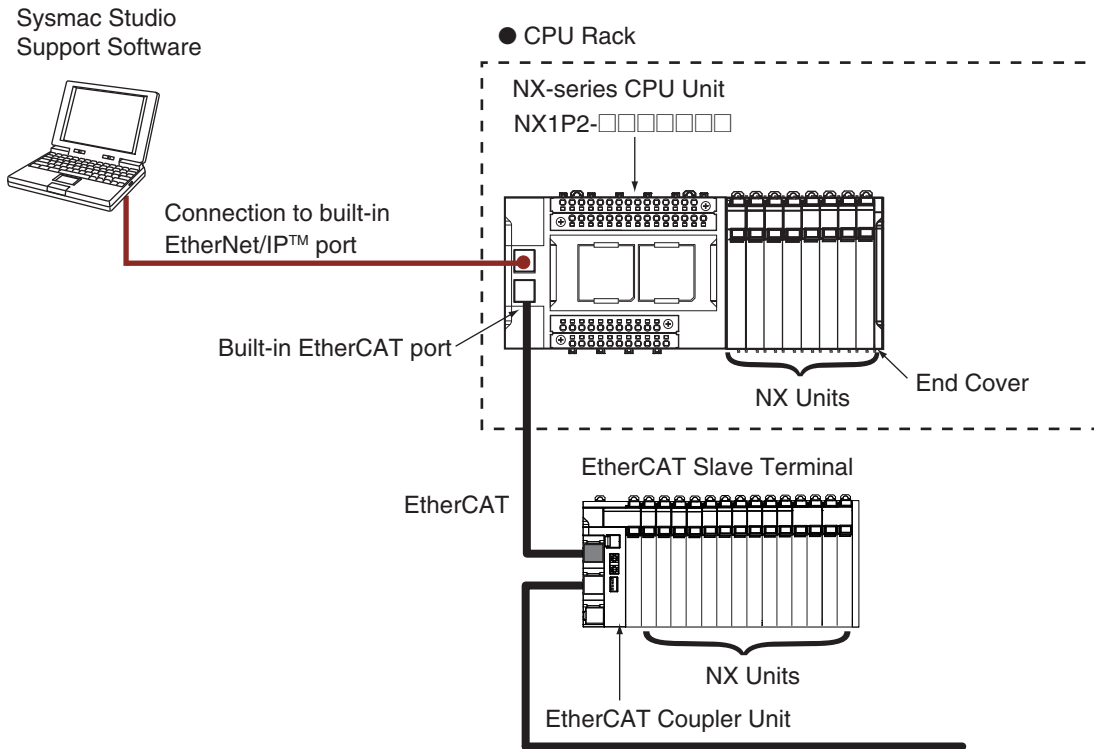 Sysmac Studio
Support Software
● CPU Rack
NX-series CPU Unit
NX1P2-□□□□□□□
Connection to built-in
EtherNet/IP™ port
Built-in EtherCAT port
NX Units
End Cover
EtherCAT Slave Terminal
EtherCAT
NX Units
EtherCAT Coupler Unit